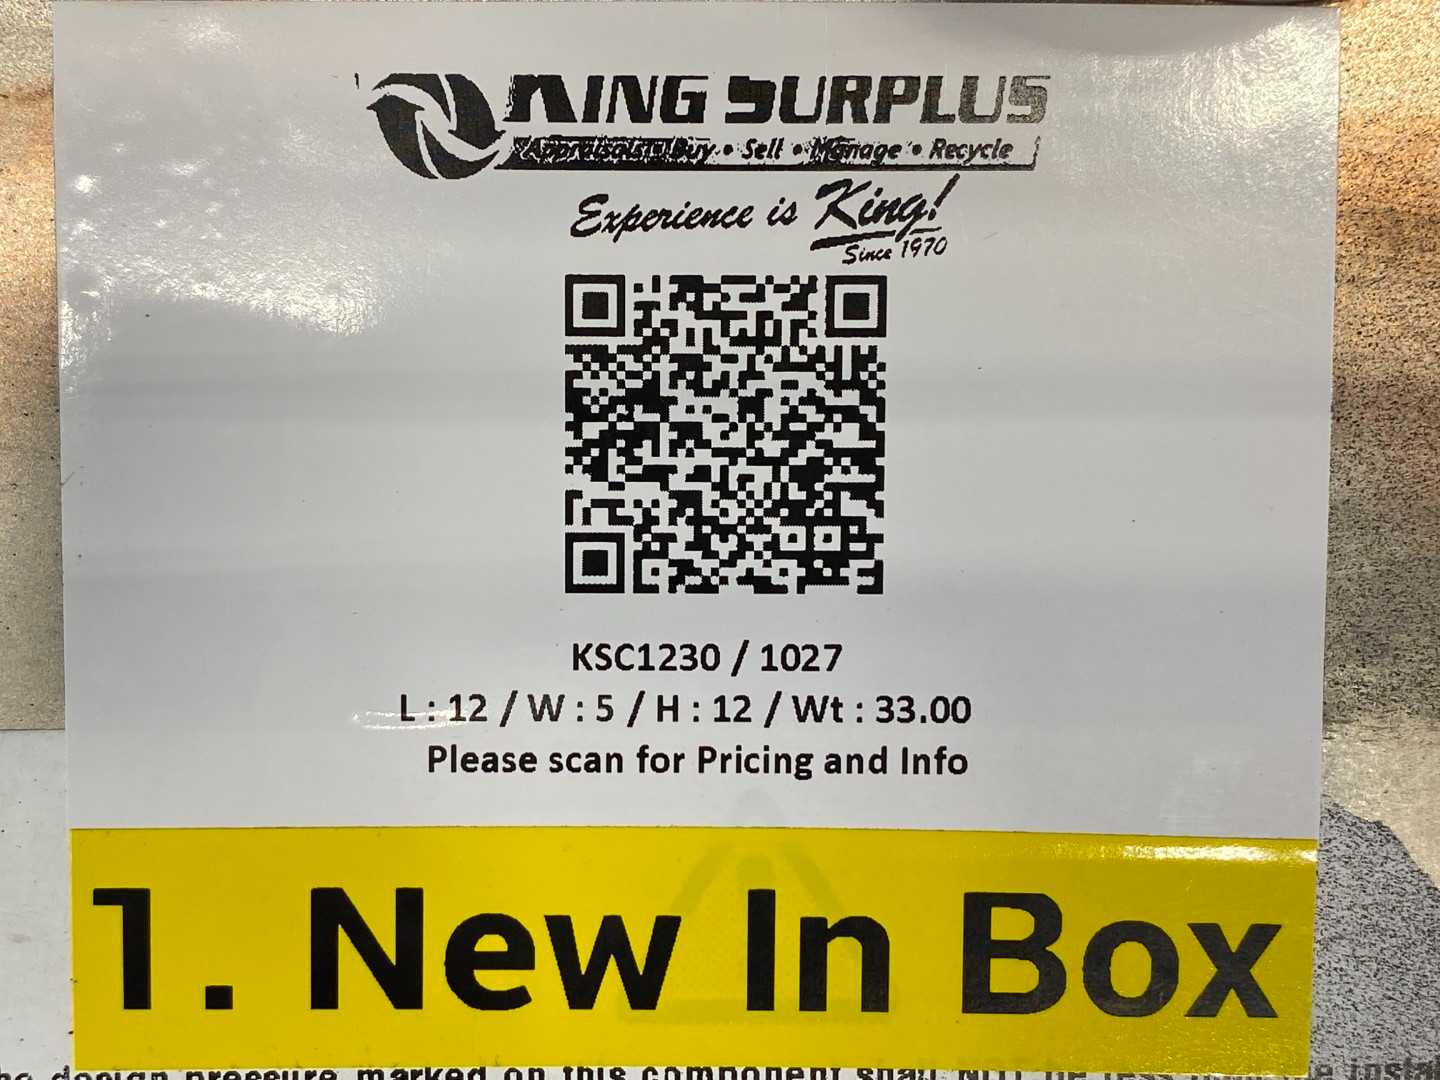 KING SURPLUS
Appraisals • Buy • Sell • Manage • Recycle
Experience is King!
Since 1970
KSC1230 / 1027
L : 12 / W : 5 / H : 12 / Wt : 33.00
Please scan for Pricing and Info
1. New In Box
design pressure marked on this component shall NOT be less